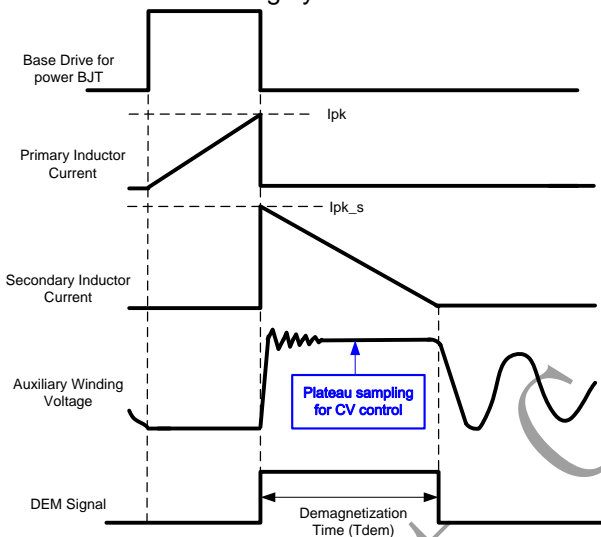 Base Drive for
power BJT
Ipk
Primary Inductor
Current
Ipk_s
Secondary Inductor
Current
Auxiliary Winding
Voltage
Plateau sampling
for CV control
DEM Signal
Demagnetization
Time (Tdem)